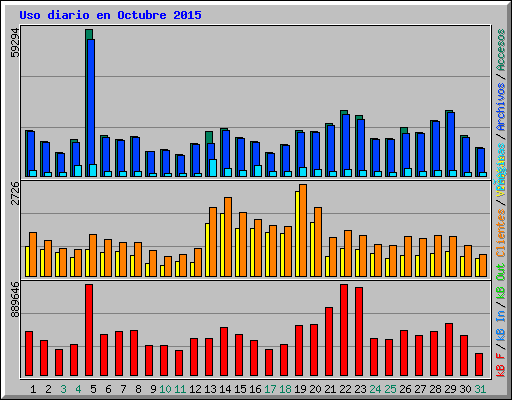 Uso diario en Octubre 2015
59294
2726
889646
kB F / kB In / kB Out Clientes /
/ Archivos / Accesos
1 2 3 4 5 6 7 8 9 10 11 12 13 14 15 16 17 18 19 20 21 22 23 24 25 26 27 28 29 30 31